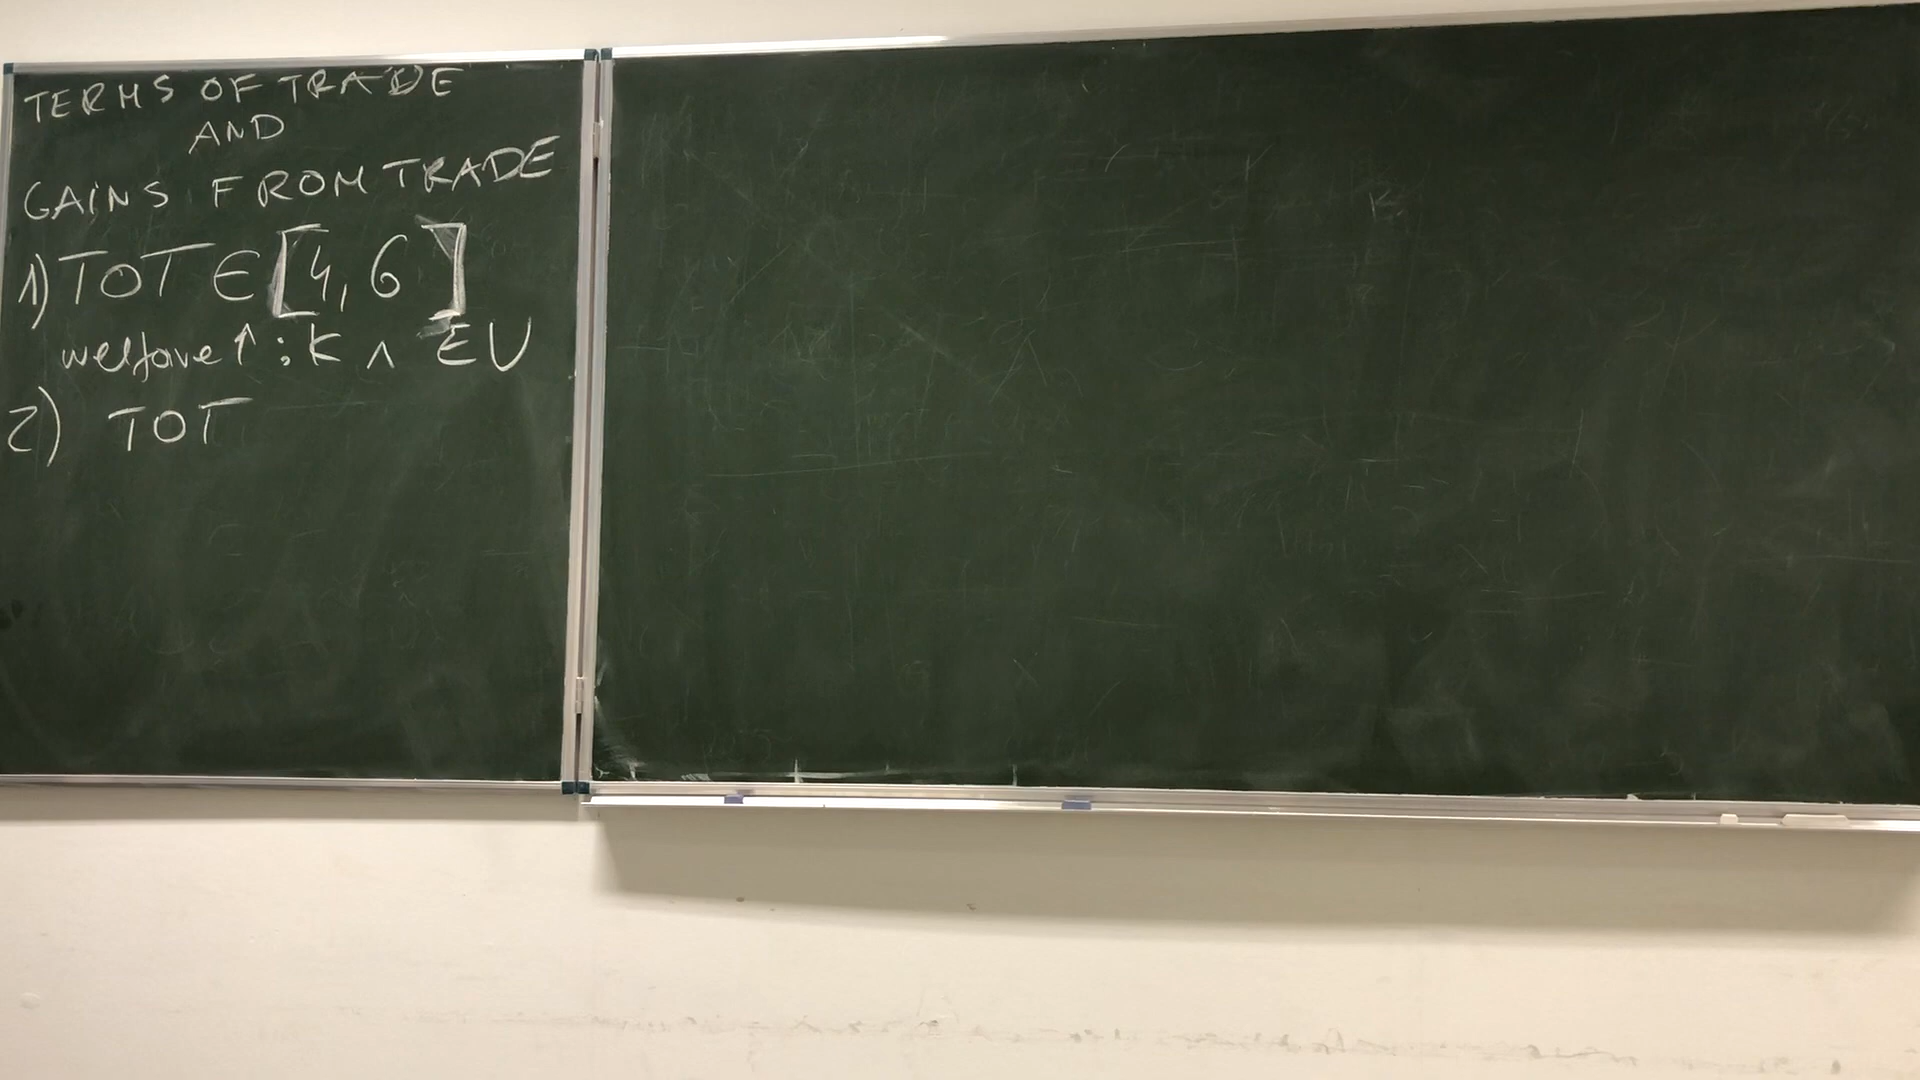 TERMS OF TRADE
AND
GAINS FROM TRADE
1) TOT ∈ [4, 6]
welfare ↑ : K ∧ EU
2) TOT